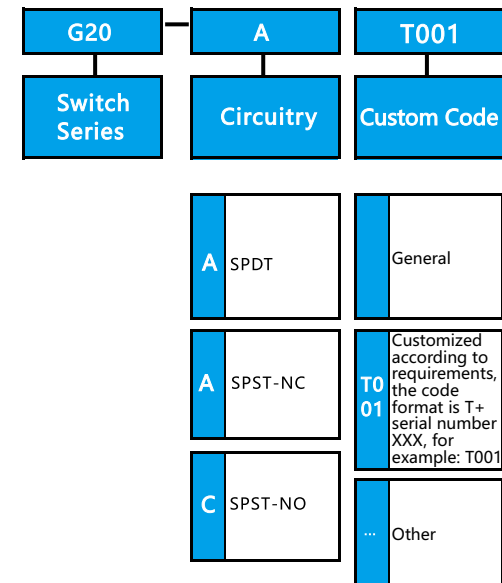 G20
A
T001
Switch
Series
Circuitry
Custom Code
A
SPDT
General
A
SPST-NC
T0
01
Customized
according to
requirements,
the code
format is T+
serial number
XXX, for
example: T001
C
SPST-NO
...
Other